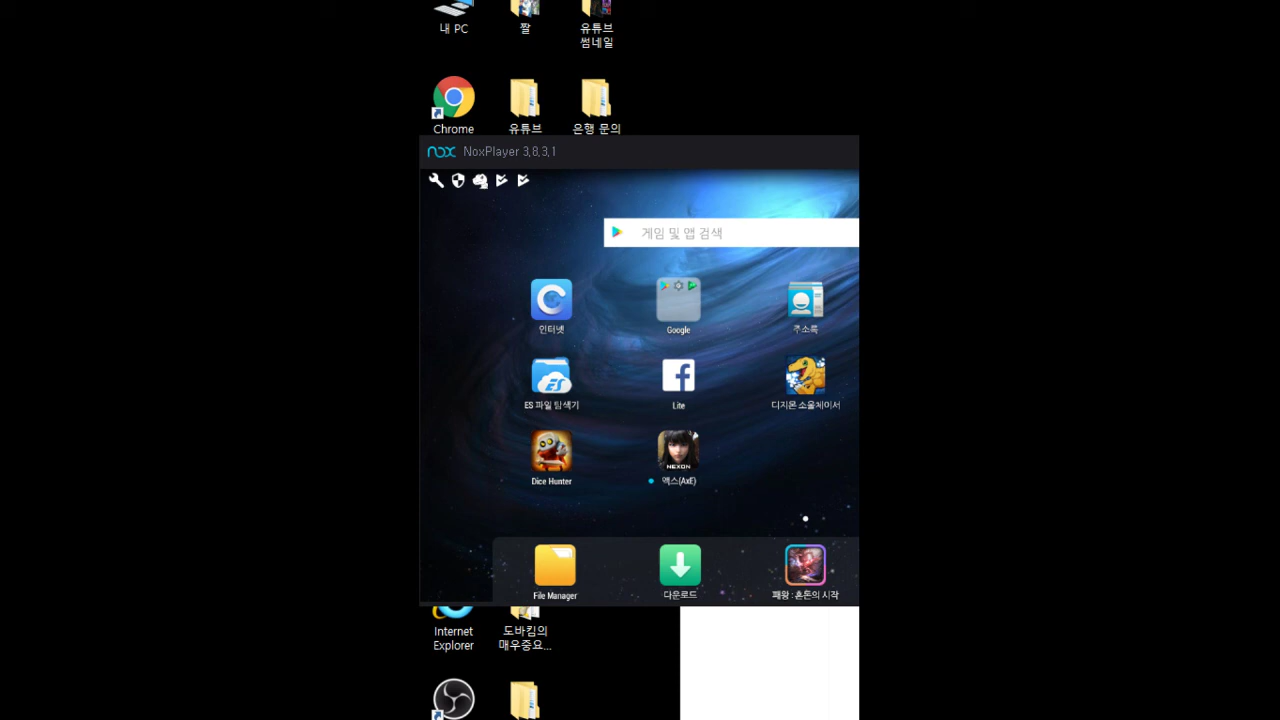 내 PC
짤
유튜브
썸네일
Chrome
유튜브
은행 문의
nox NoxPlayer 3,8,3,1
게임 및 앱 검색
인터넷
Google
주소록
ES
ES 파일 탐색기
Lite
디지몬 소울체이서
NEXON
Dice Hunter
액스(AxE)
File Manager
다운로드
패왕 : 혼돈의 시작
Internet
Explorer
도바킴의
매우중요...